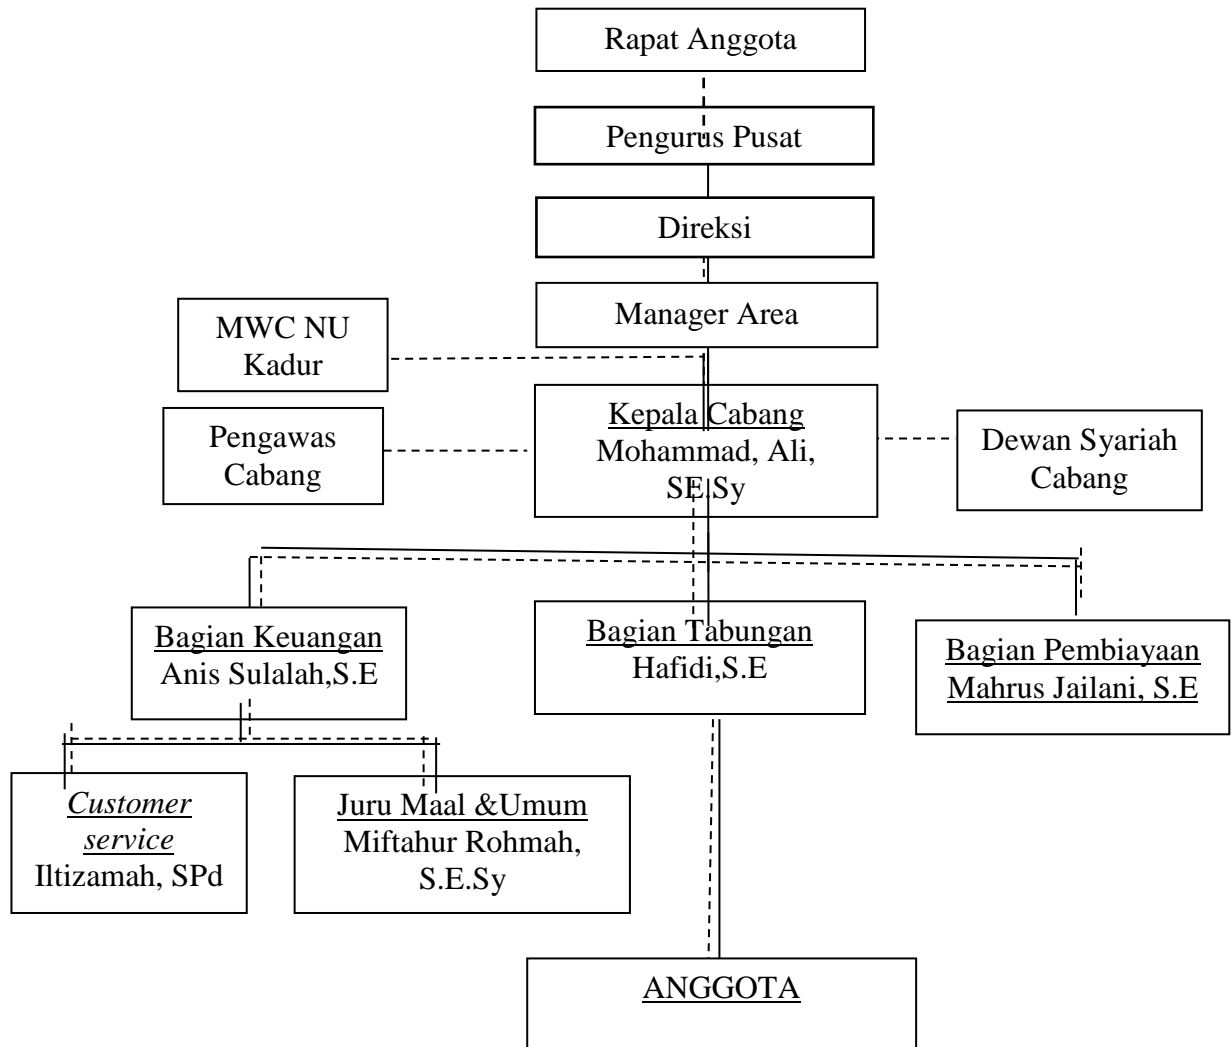 Rapat Anggota
Pengurus Pusat
Direksi
Manager Area
MWC NU
Kadur
Kepala Cabang
Mohammad, Ali,
SE.Sy
Pengawas
Cabang
Dewan Syariah
Cabang
Bagian Keuangan
Anis Sulalah,S.E
Bagian Tabungan
Hafidi,S.E
Bagian Pembiayaan
Mahrus Jailani, S.E
Customer
service
Iltizamah, SPd
Juru Maal &Umum
Miftahur Rohmah,
S.E.Sy
ANGGOTA